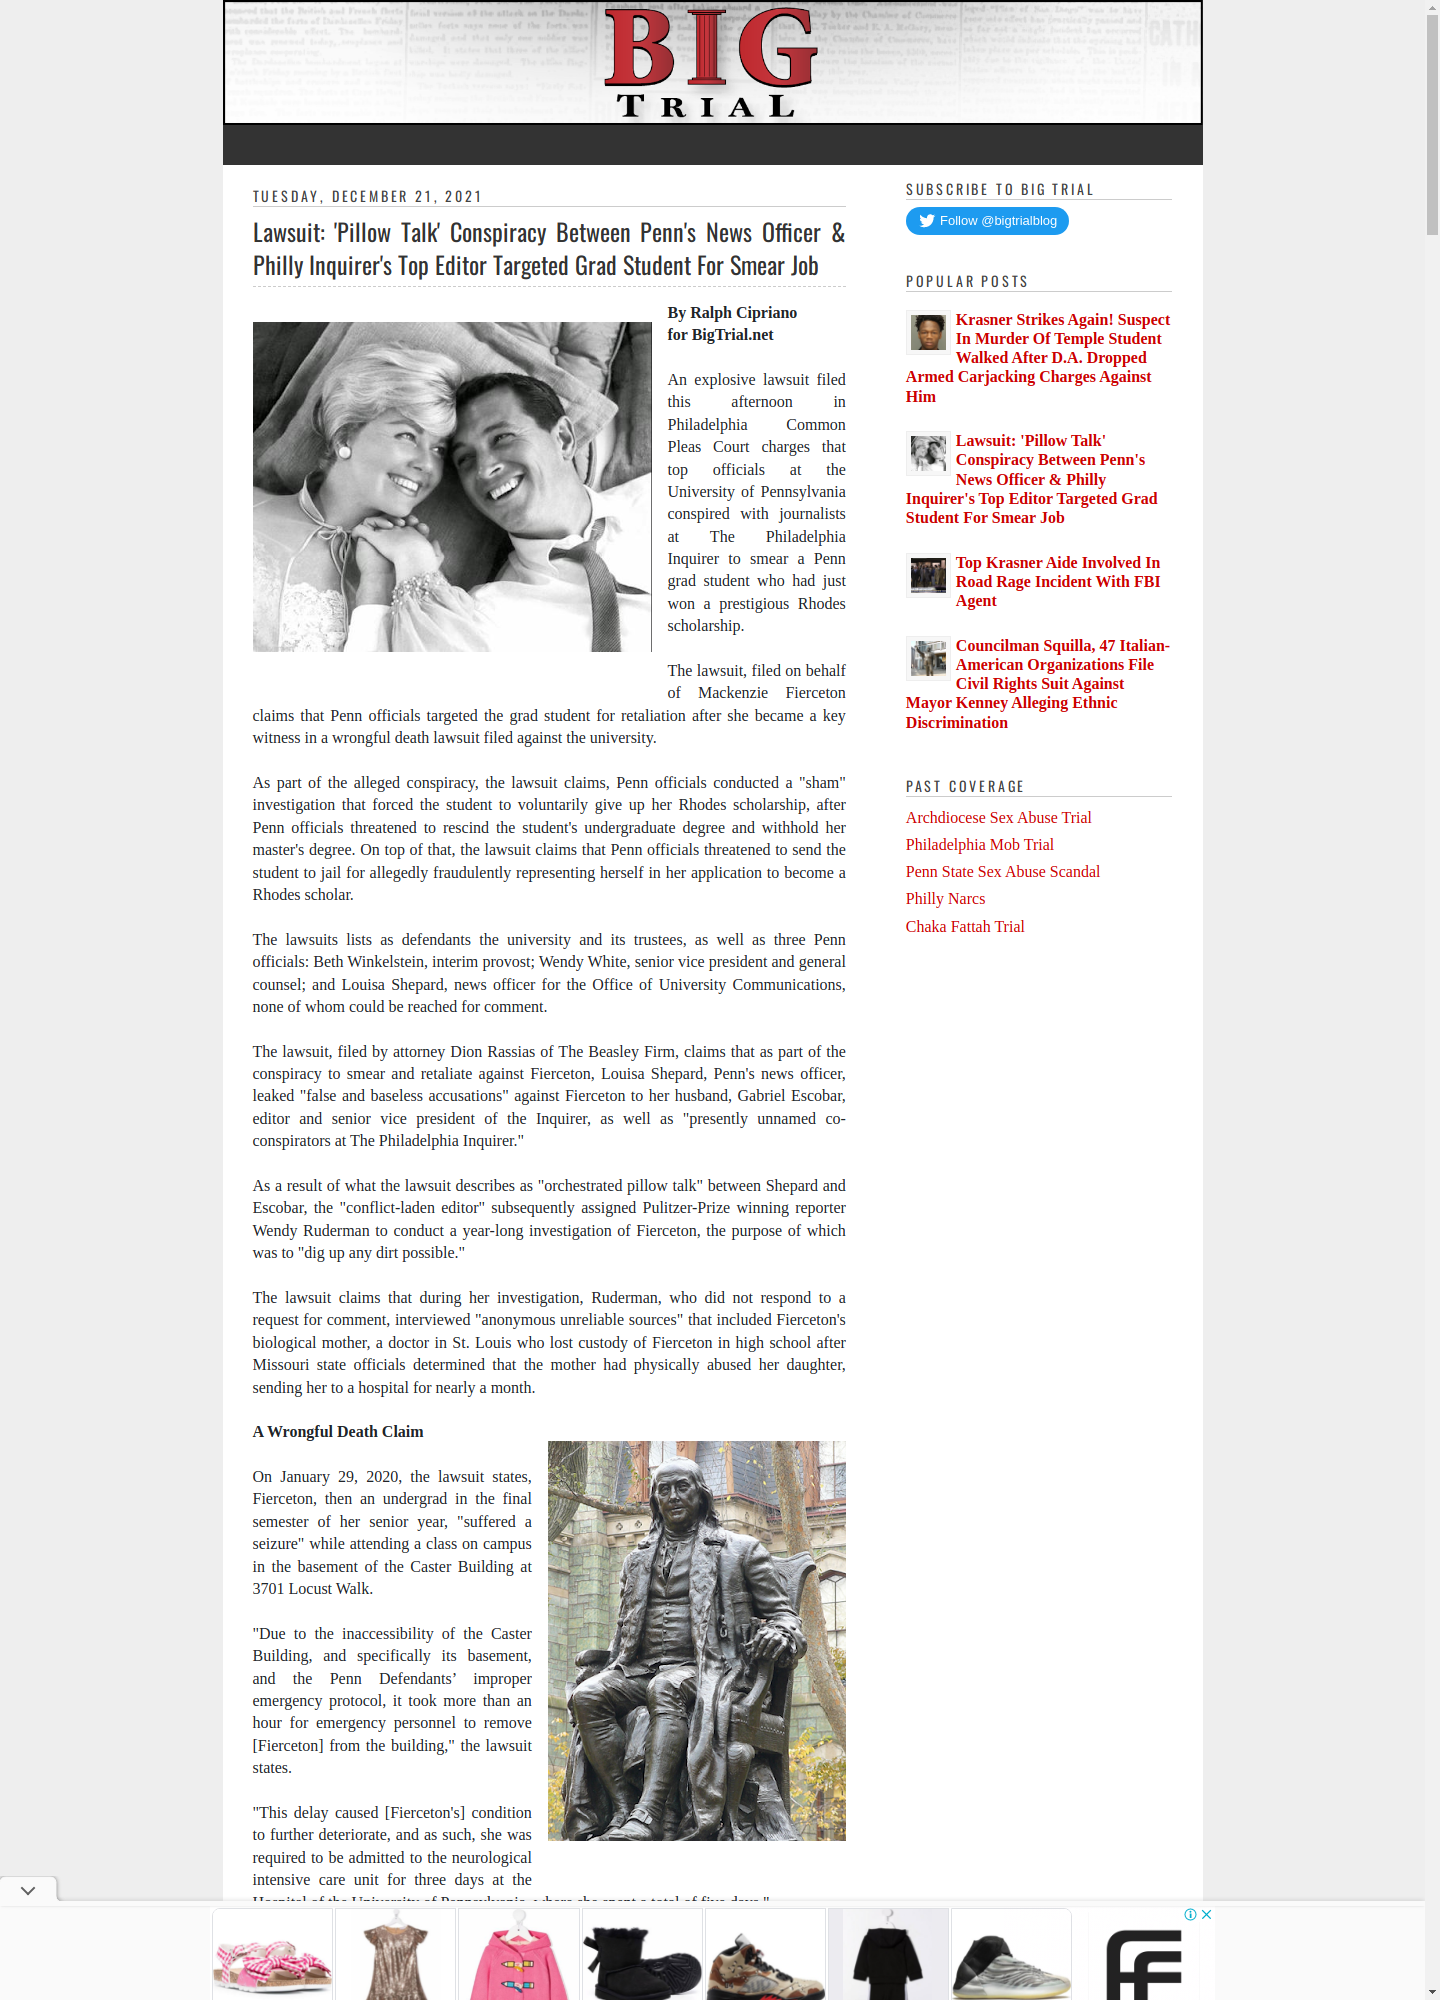 BIG
TRIAL
TUESDAY, DECEMBER 21, 2021
Lawsuit: 'Pillow Talk' Conspiracy Between Penn's News Officer &
Philly Inquirer's Top Editor Targeted Grad Student For Smear Job
By Ralph Cipriano
for BigTrial.net
An explosive lawsuit filed
this afternoon in
Philadelphia Common
Pleas Court charges that
top officials at the
University of Pennsylvania
conspired with journalists
at The Philadelphia
Inquirer to smear a Penn
grad student who had just
won a prestigious Rhodes
scholarship.
The lawsuit, filed on behalf
of Mackenzie Fierceton
claims that Penn officials targeted the grad student for retaliation after she became a key
witness in a wrongful death lawsuit filed against the university.
As part of the alleged conspiracy, the lawsuit claims, Penn officials conducted a "sham"
investigation that forced the student to voluntarily give up her Rhodes scholarship, after
Penn officials threatened to rescind the student's undergraduate degree and withhold her
master's degree. On top of that, the lawsuit claims that Penn officials threatened to send the
student to jail for allegedly fraudulently representing herself in her application to become a
Rhodes scholar.
The lawsuits lists as defendants the university and its trustees, as well as three Penn
officials: Beth Winkelstein, interim provost; Wendy White, senior vice president and general
counsel; and Louisa Shepard, news officer for the Office of University Communications,
none of whom could be reached for comment.
The lawsuit, filed by attorney Dion Rassias of The Beasley Firm, claims that as part of the
conspiracy to smear and retaliate against Fierceton, Louisa Shepard, Penn's news officer,
leaked "false and baseless accusations" against Fierceton to her husband, Gabriel Escobar,
editor and senior vice president of the Inquirer, as well as "presently unnamed co-
conspirators at The Philadelphia Inquirer."
As a result of what the lawsuit describes as "orchestrated pillow talk" between Shepard and
Escobar, the "conflict-laden editor" subsequently assigned Pulitzer-Prize winning reporter
Wendy Ruderman to conduct a year-long investigation of Fierceton, the purpose of which
was to "dig up any dirt possible."
The lawsuit claims that during her investigation, Ruderman, who did not respond to a
request for comment, interviewed "anonymous unreliable sources" that included Fierceton's
biological mother, a doctor in St. Louis who lost custody of Fierceton in high school after
Missouri state officials determined that the mother had physically abused her daughter,
sending her to a hospital for nearly a month.
A Wrongful Death Claim
On January 29, 2020, the lawsuit states,
Fierceton, then an undergrad in the final
semester of her senior year, "suffered a
seizure" while attending a class on campus
in the basement of the Caster Building at
3701 Locust Walk.
"Due to the inaccessibility of the Caster
Building, and specifically its basement,
and the Penn Defendants’ improper
emergency protocol, it took more than an
hour for emergency personnel to remove
[Fierceton] from the building," the lawsuit
states.
"This delay caused [Fierceton's] condition
to further deteriorate, and as such, she was
required to be admitted to the neurological
intensive care unit for three days at the
Hospital of the University of Pennsylvania, where she spent a total of five days."
SUBSCRIBE TO BIG TRIAL
Follow @bigtrialblog
POPULAR POSTS
Krasner Strikes Again! Suspect
In Murder Of Temple Student
Walked After D.A. Dropped
Armed Carjacking Charges Against
Him
Lawsuit: 'Pillow Talk'
Conspiracy Between Penn's
News Officer & Philly
Inquirer's Top Editor Targeted Grad
Student For Smear Job
Top Krasner Aide Involved In
Road Rage Incident With FBI
Agent
Councilman Squilla, 47 Italian-
American Organizations File
Civil Rights Suit Against
Mayor Kenney Alleging Ethnic
Discrimination
PAST COVERAGE
Archdiocese Sex Abuse Trial
Philadelphia Mob Trial
Penn State Sex Abuse Scandal
Philly Narcs
Chaka Fattah Trial